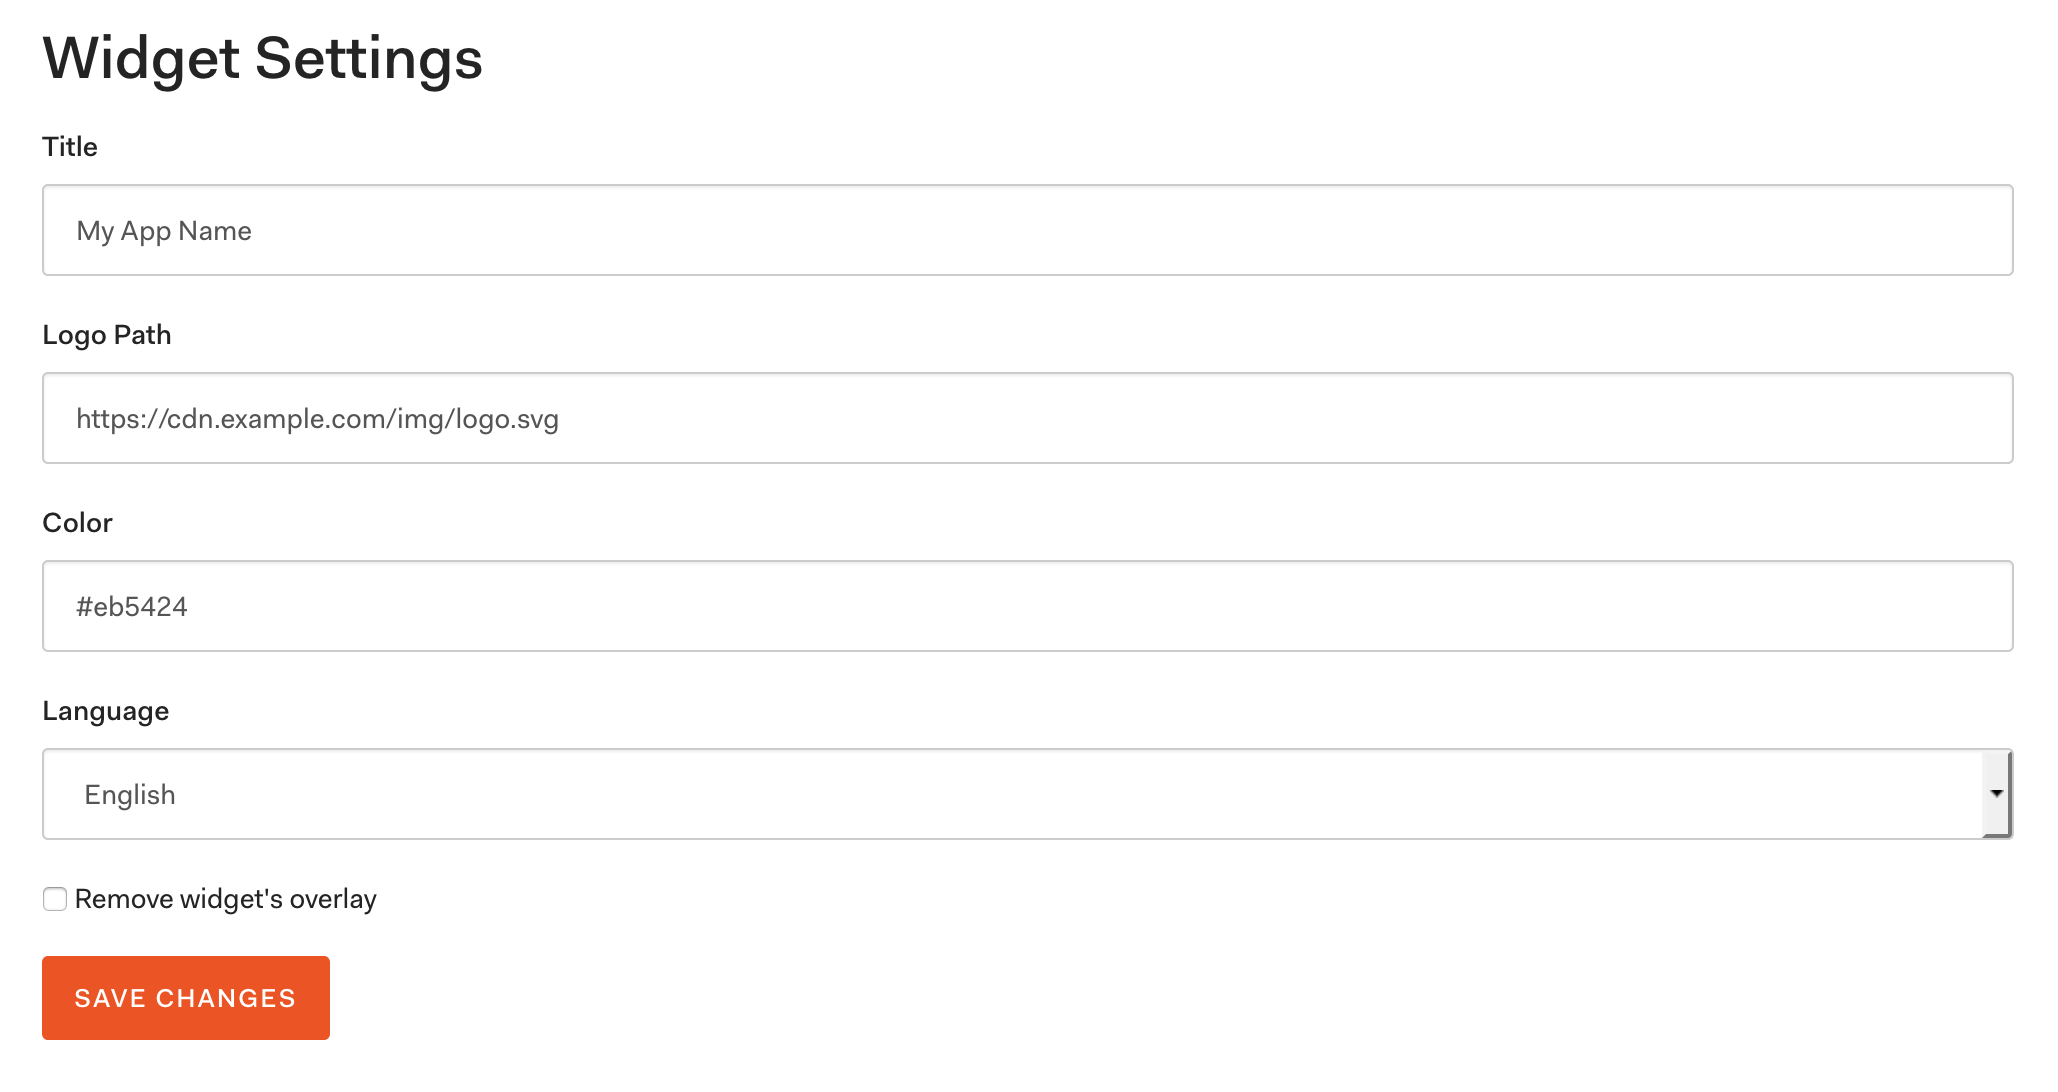 Widget Settings
Title
My App Name
Logo Path
https://cdn.example.com/img/logo.svg
Color
#eb5424
Language
English
Remove widget's overlay
SAVE CHANGES